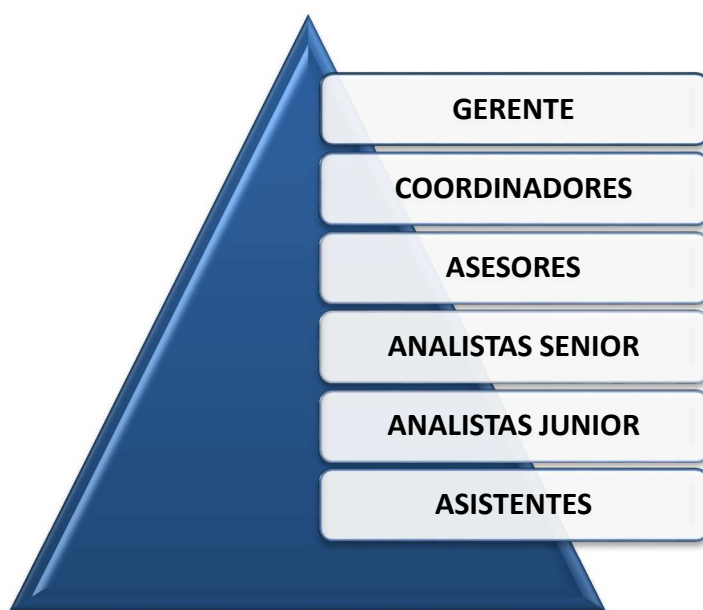 GERENTE
COORDINADORES
ASESORES
ANALISTAS SENIOR
ANALISTAS JUNIOR
ASISTENTES